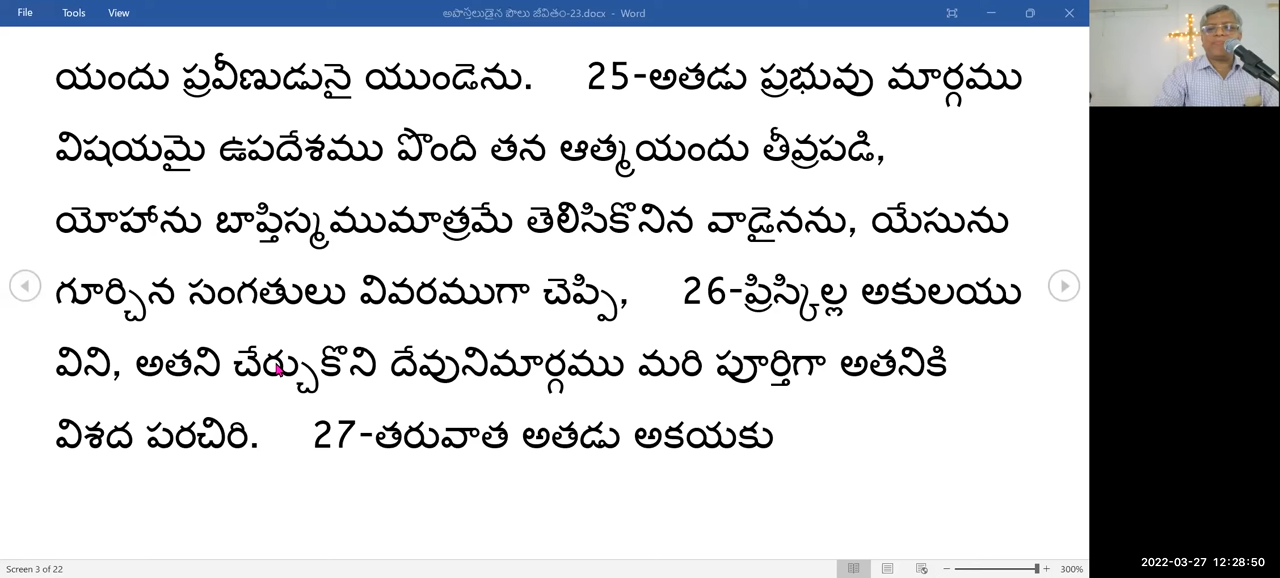 File Tools View అపొస్తలుడైన పౌలు జీవితం-23.docx - Word
యందు ప్రవీణుడునై యుండెను. 25-అతడు ప్రభువు మార్గము
విషయమై ఉపదేశము పొంది తన ఆత్మయందు తీవ్రపడి,
యోహాను బాప్తిస్మముమాత్రమే తెలిసికొనిన వాడైనను, యేసును
గూర్చిన సంగతులు వివరముగా చెప్పి, 26-ప్రిస్కిల్ల అకులయు
విని, అతని చేర్చుకొని దేవునిమార్గము మరి పూర్తిగా అతనికి
విశద పరచిరి. 27-తరువాత అతడు అకయకు
Screen 3 of 22 300%
2022-03-27 12:28:50